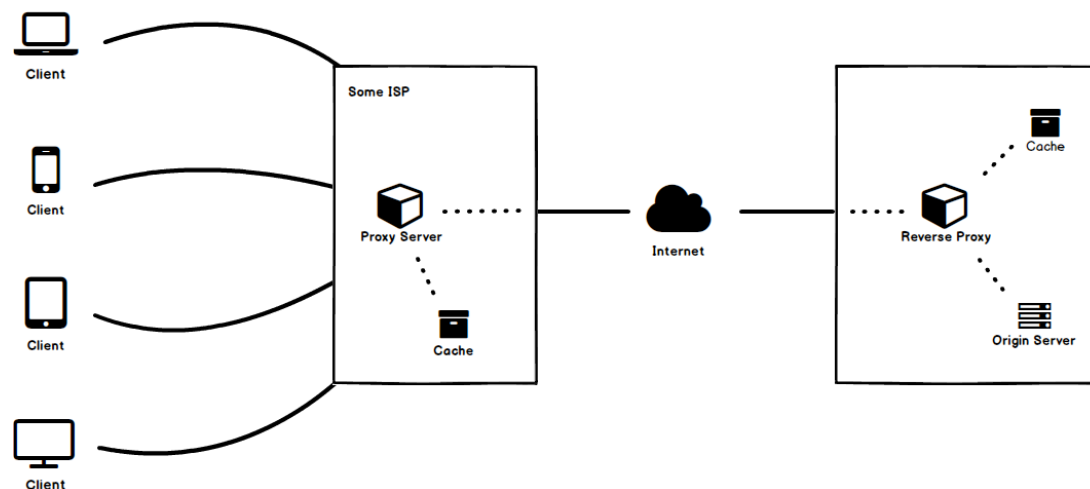 Client
Client
Client
Client
Some ISP
Proxy Server
Cache
Internet
Cache
Reverse Proxy
Origin Server